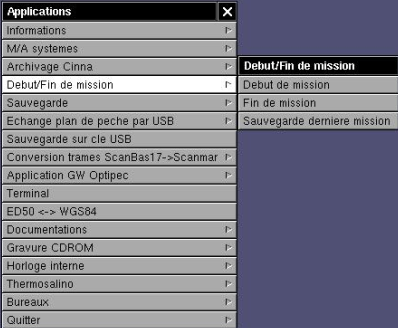 Applications
Informations
M/A systemes
Archivage Cinna
Debut/Fin de mission
Sauvegarde
Echange plan de peche par USB
Sauvegarde sur cle USB
Conversion trames ScanBas17->Scanmar
Application GW Optipec
Terminal
ED50 <-> WGS84
Documentations
Gravure CDROM
Horloge interne
Thermosalino
Bureaux
Quitter
Debut/Fin de mission
Debut de mission
Fin de mission
Sauvegarde derniere mission